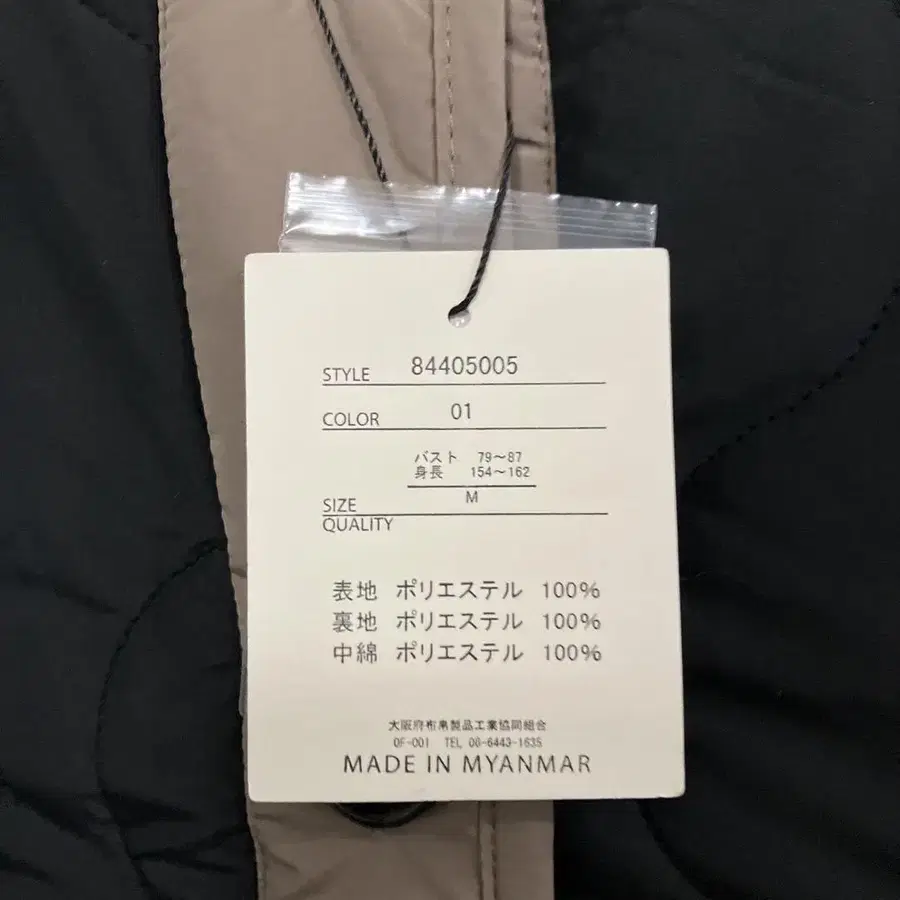 STYLE 84405005
COLOR 01
バスト 79～87
身長 154～162
SIZE M
QUALITY
表地 ポリエステル 100%
裏地 ポリエステル 100%
中綿 ポリエステル 100%
大阪府布帛製品工業協同組合
OF-001 TEL 06-6443-1635
MADE IN MYANMAR